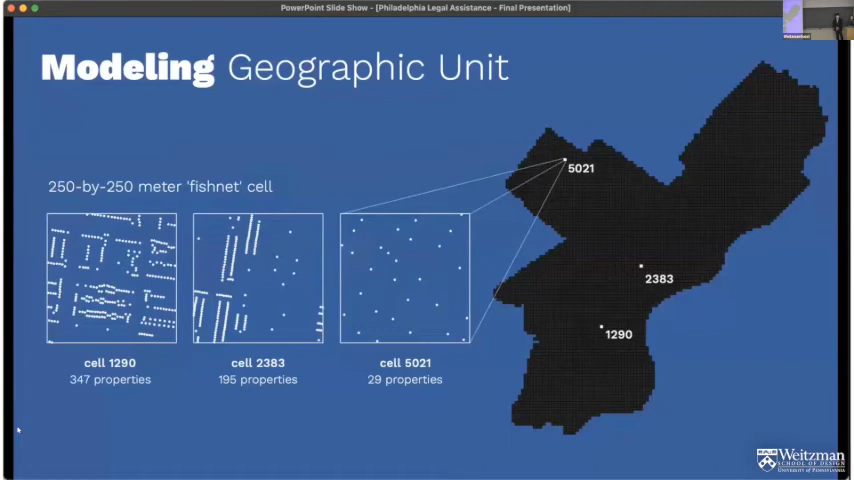 PowerPoint Slide Show - [Philadelphia Legal Assistance - Final Presentation]
Modeling Geographic Unit
250-by-250 meter 'fishnet' cell
5021
2383
1290
cell 1290
347 properties
cell 2383
195 properties
cell 5021
29 properties
Weitzman
SCHOOL OF DESIGN
UNIVERSITY OF PENNSYLVANIA